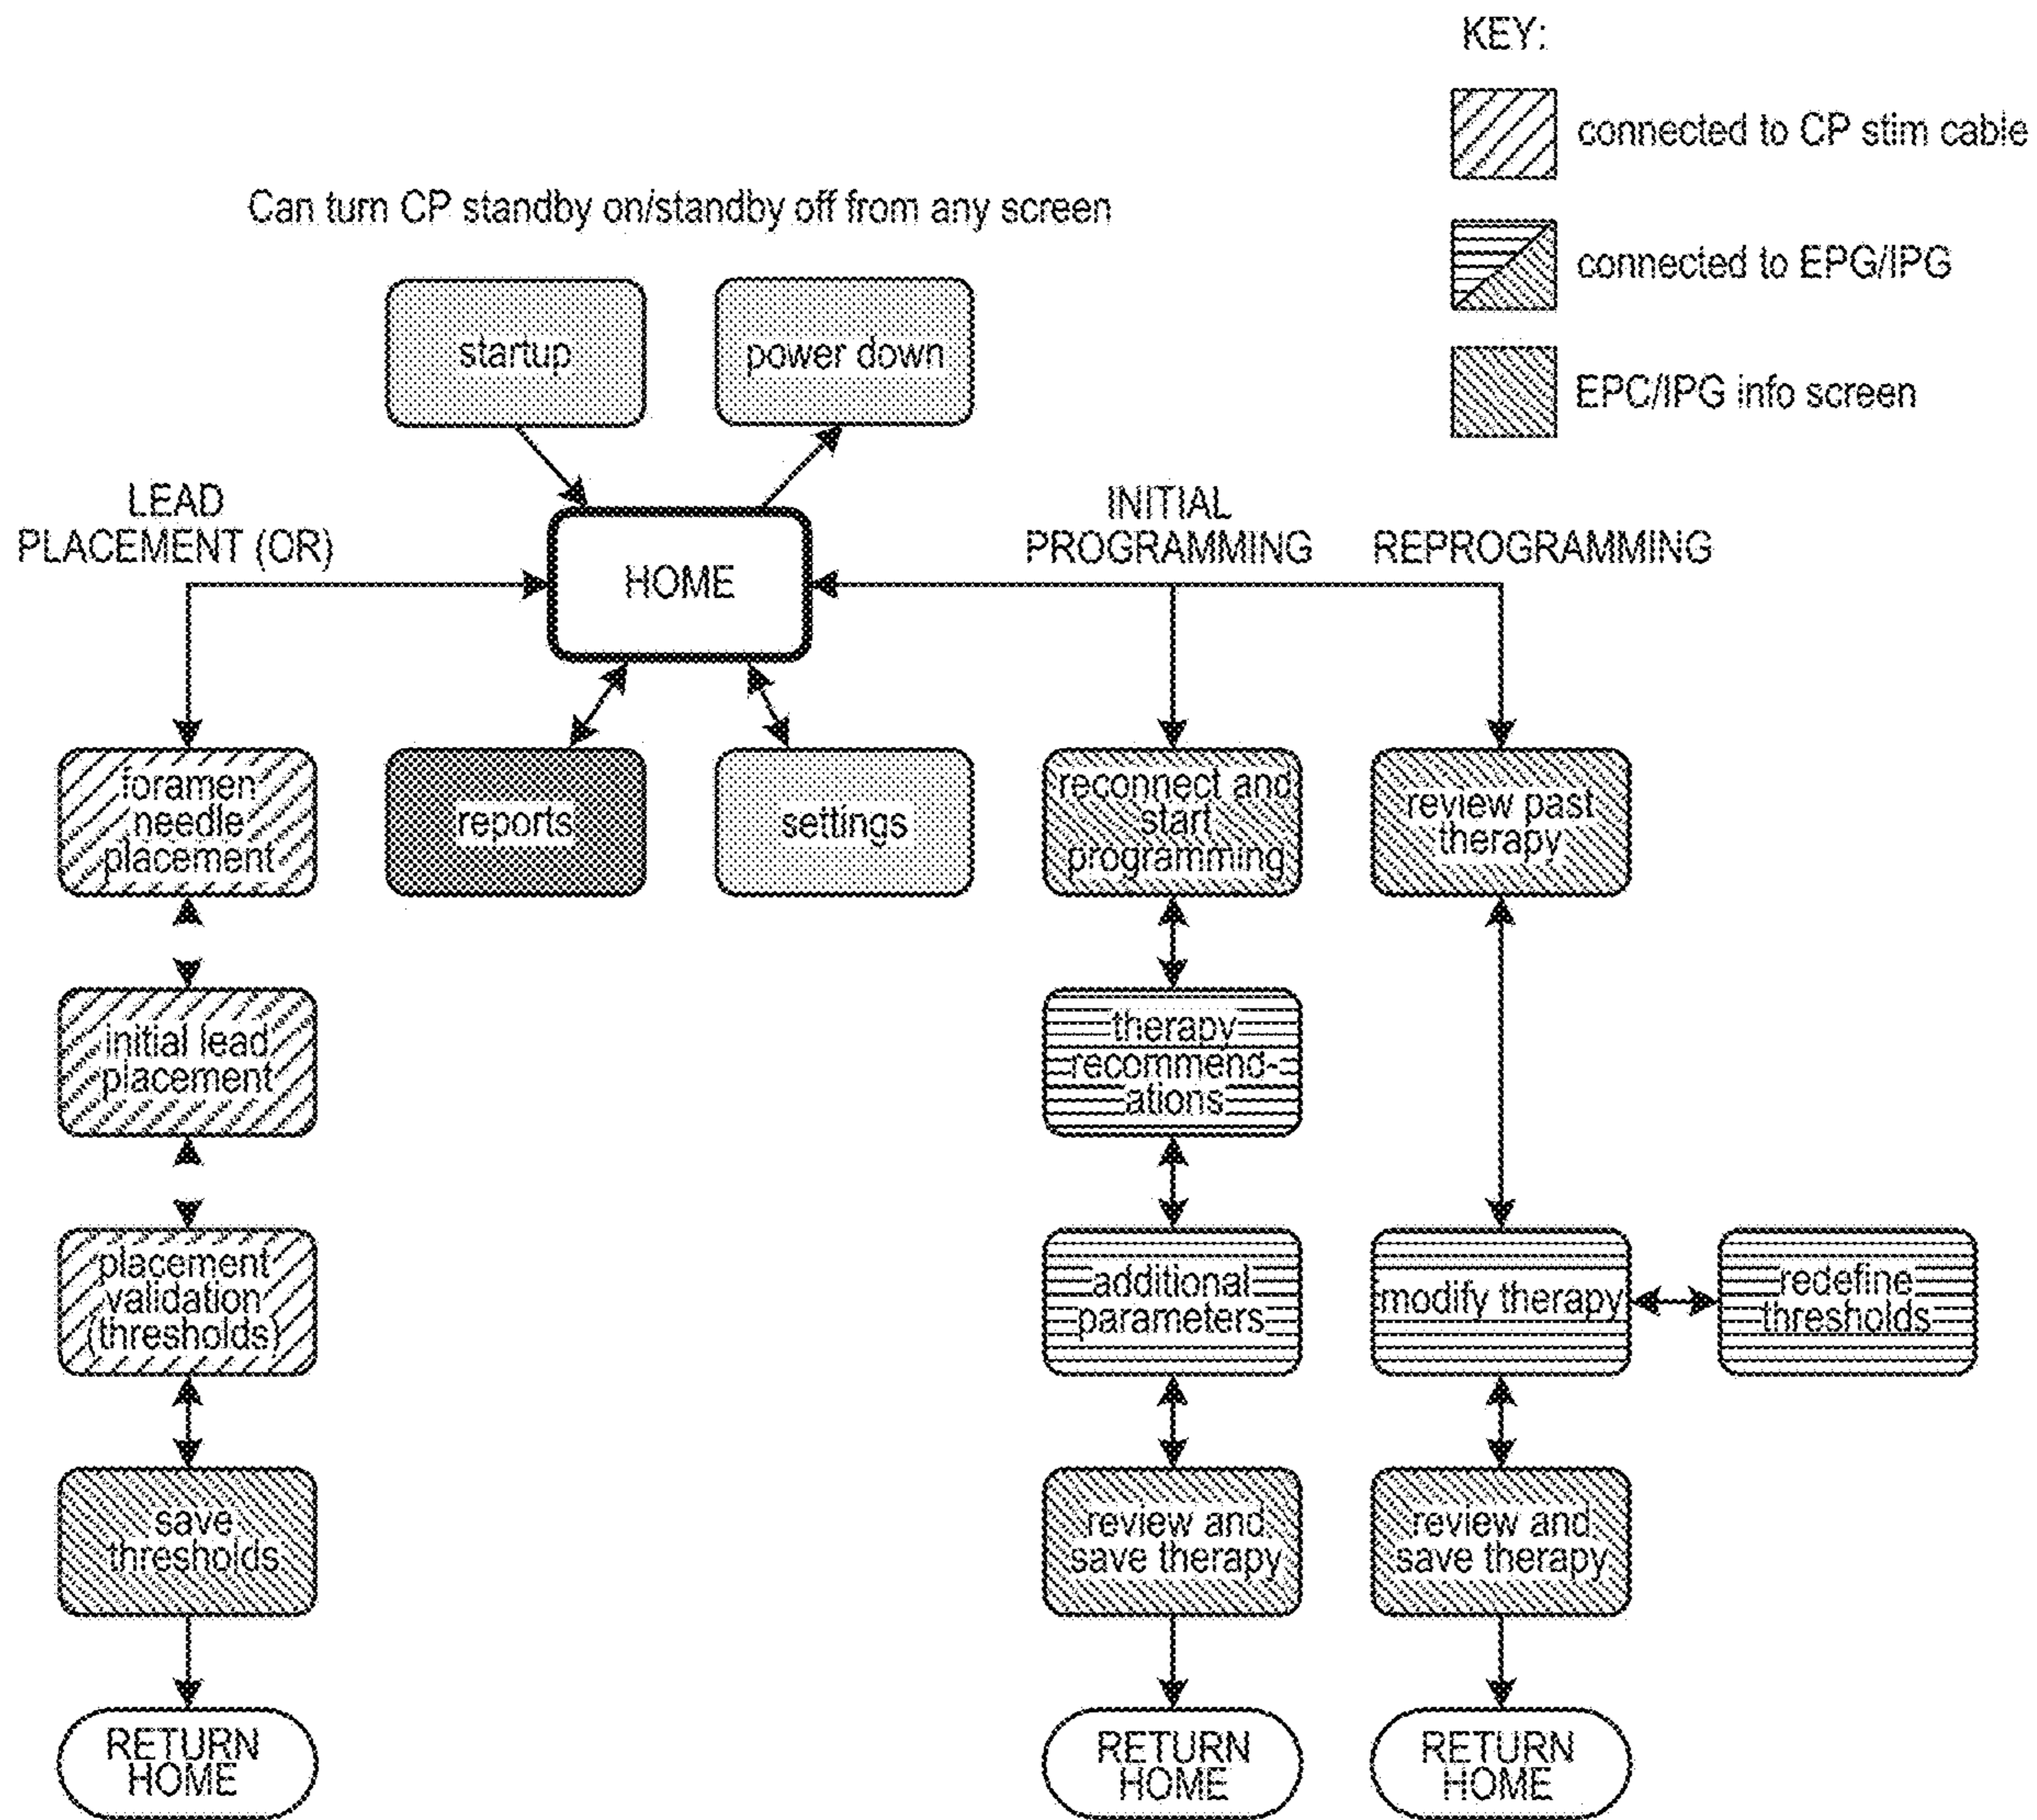 KEY:
connected to CP stim cable
connected to EPG/IPG
EPC/IPG info screen
Can turn CP standby on/standby off from any screen
startup
power down
LEAD
PLACEMENT (OR)
HOME
INITIAL
PROGRAMMING
REPROGRAMMING
foramen
needle
placement
reports
settings
reconnect and
start
programming
review past
therapy
initial lead
placement
therapy
recommend-
ations
placement
validation
(thresholds)
additional
parameters
modify therapy
redefine
thresholds
save
thresholds
review and
save therapy
review and
save therapy
RETURN
HOME
RETURN
HOME
RETURN
HOME